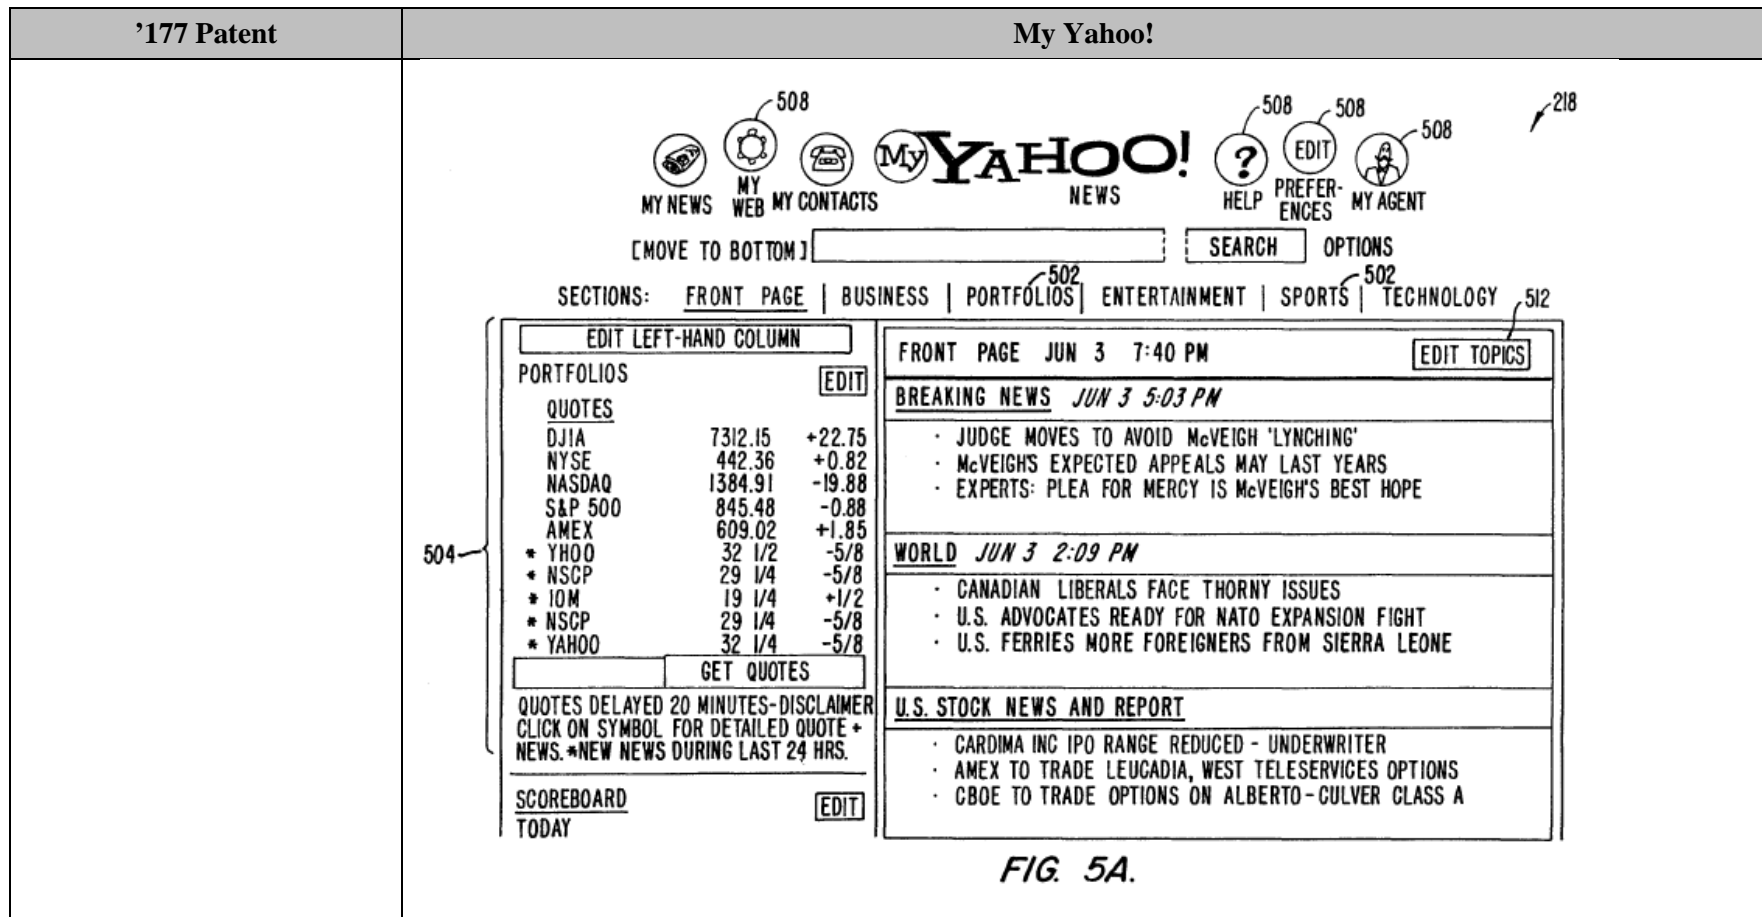 ’177 Patent
My Yahoo!
508
508
508
508
218
MY NEWS
MY WEB
MY CONTACTS
My YAHOO!
NEWS
?
HELP
EDIT
PREFER-
ENCES
MY AGENT
[MOVE TO BOTTOM]
SEARCH
OPTIONS
502
502
SECTIONS: FRONT PAGE | BUSINESS | PORTFOLIOS | ENTERTAINMENT | SPORTS | TECHNOLOGY
512
504
EDIT LEFT-HAND COLUMN
PORTFOLIOS EDIT
QUOTES
DJIA 7312.15 +22.75
NYSE 442.36 +0.82
NASDAQ 1384.91 -19.88
S&P 500 845.48 -0.88
AMEX 609.02 +1.85
* YHOO 32 1/2 -5/8
* NSCP 29 1/4 -5/8
* IOM 19 1/4 +1/2
* NSCP 29 1/4 -5/8
* YAHOO 32 1/4 -5/8
GET QUOTES
QUOTES DELAYED 20 MINUTES-DISCLAIMER
CLICK ON SYMBOL FOR DETAILED QUOTE +
NEWS. *NEW NEWS DURING LAST 24 HRS.
SCOREBOARD EDIT
TODAY
FRONT PAGE JUN 3 7:40 PM EDIT TOPICS
BREAKING NEWS JUN 3 5:03 PM
· JUDGE MOVES TO AVOID McVEIGH 'LYNCHING'
· McVEIGH'S EXPECTED APPEALS MAY LAST YEARS
· EXPERTS: PLEA FOR MERCY IS McVEIGH'S BEST HOPE
WORLD JUN 3 2:09 PM
· CANADIAN LIBERALS FACE THORNY ISSUES
· U.S. ADVOCATES READY FOR NATO EXPANSION FIGHT
· U.S. FERRIES MORE FOREIGNERS FROM SIERRA LEONE
U.S. STOCK NEWS AND REPORT
· CARDIMA INC IPO RANGE REDUCED - UNDERWRITER
· AMEX TO TRADE LEUCADIA, WEST TELESERVICES OPTIONS
· CBOE TO TRADE OPTIONS ON ALBERTO-CULVER CLASS A
FIG. 5A.